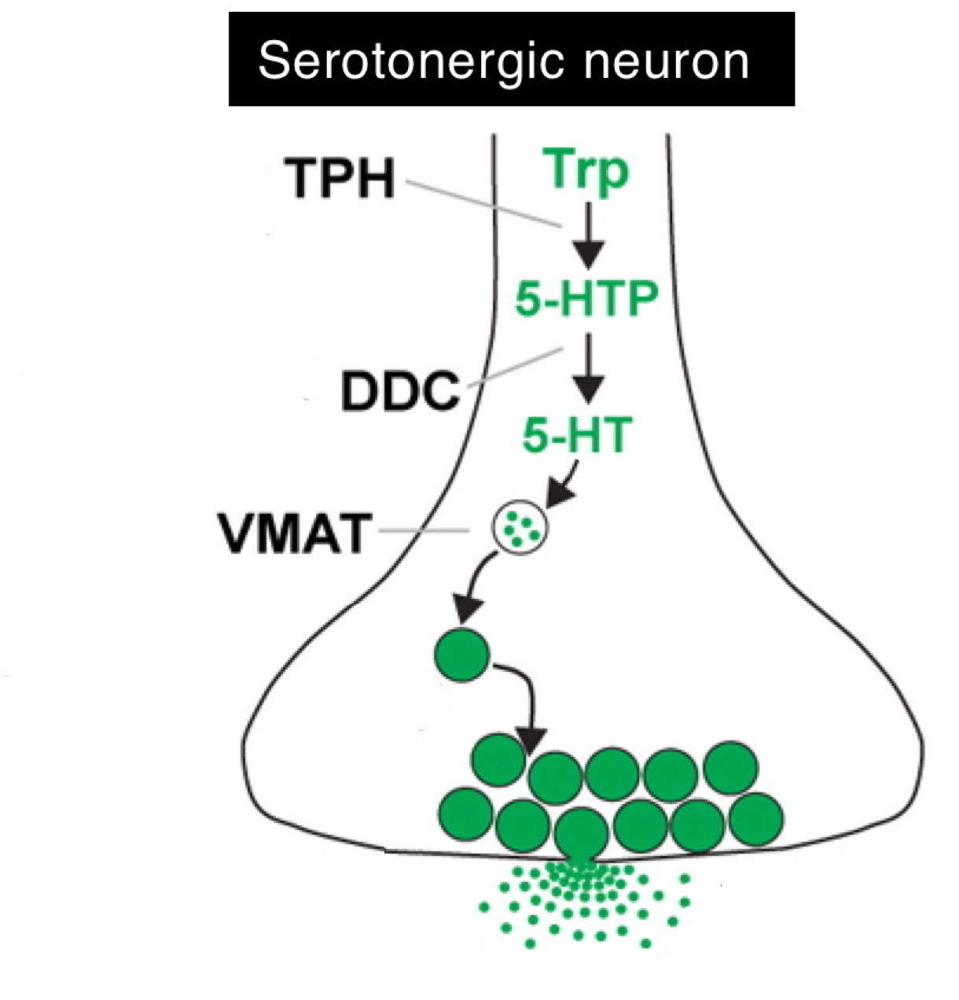 Serotonergic neuron
TPH
Trp
5-HTP
DDC
5-HT
VMAT